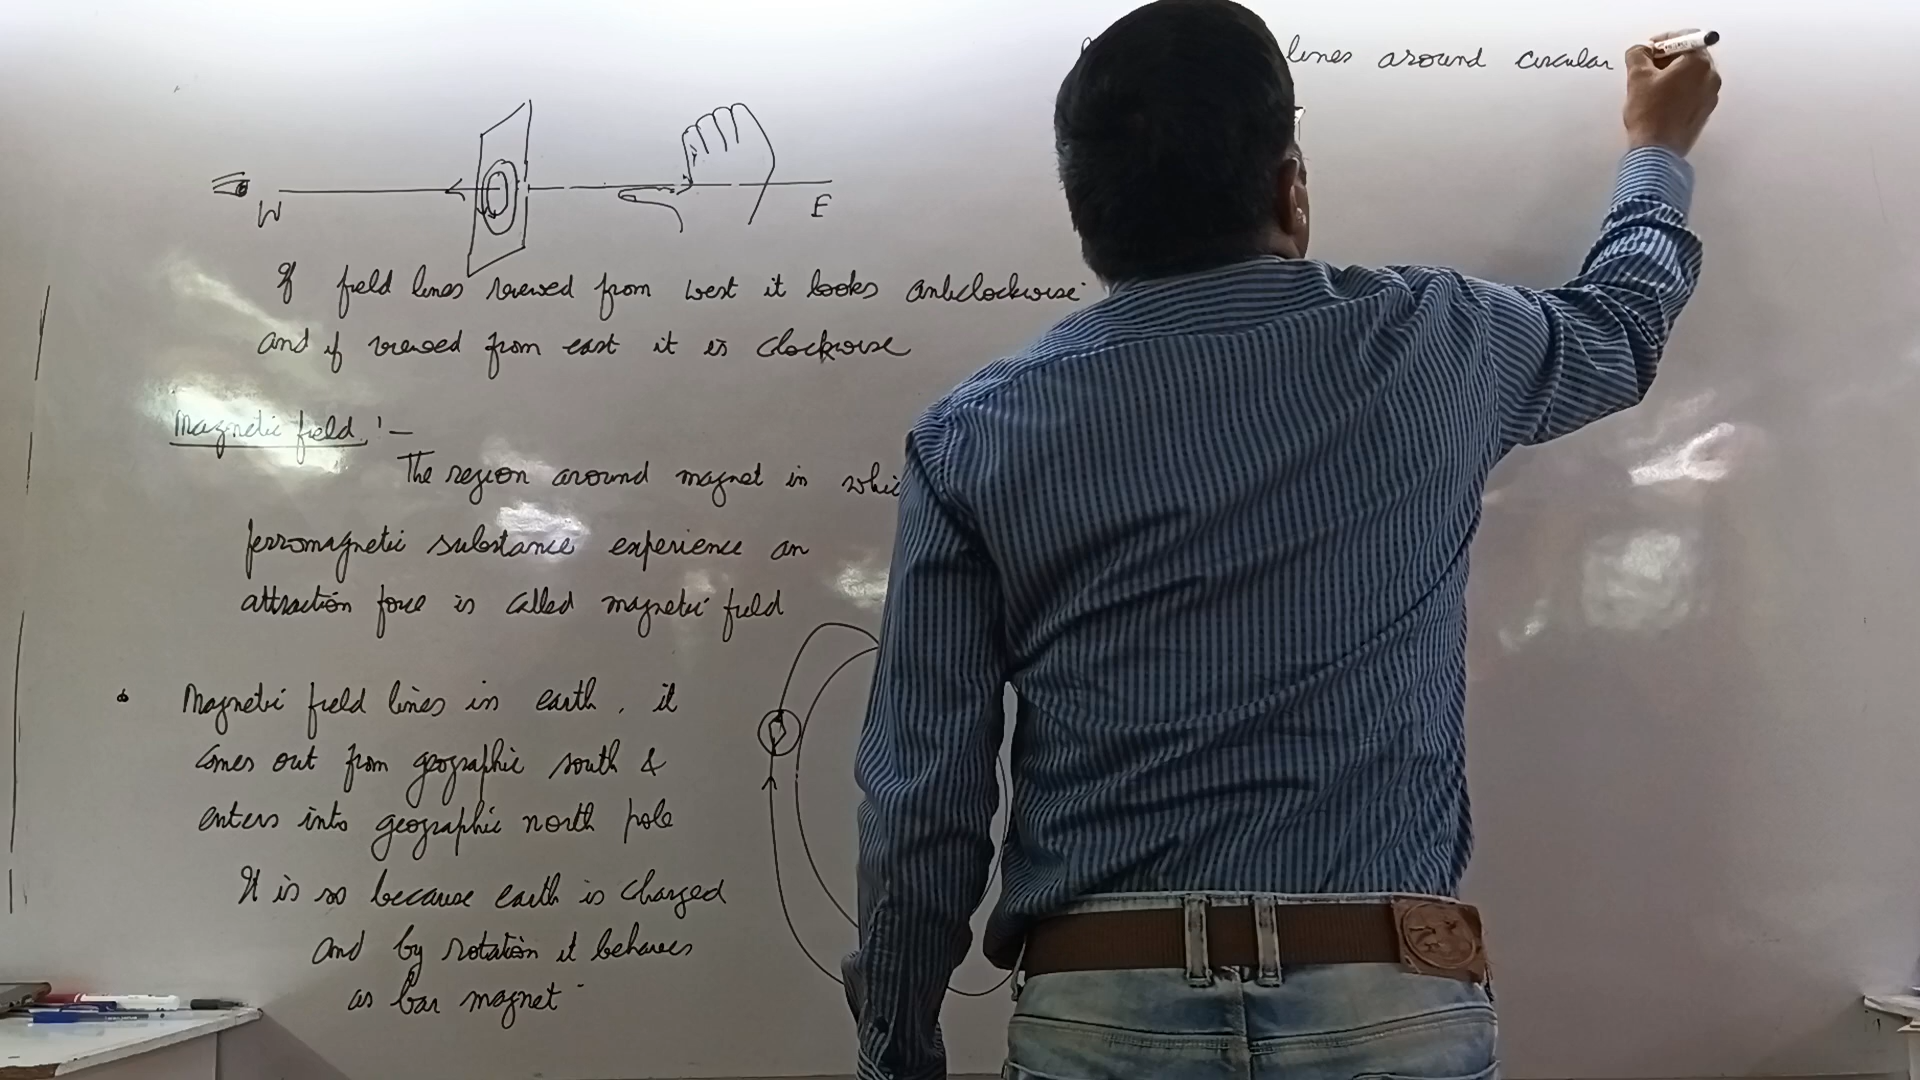 lines around circular
W
E
If field lines viewed from west it looks anticlockwise
and if viewed from east it is clockwise
Magnetic field :-
The region around magnet in whic
ferromagnetic substance experience an
attraction force is called magnetic field
Magnetic field lines in earth, it
comes out from geographic south &
enters into geographic north pole
It is so because earth is charged
and by rotation it behaves
as bar magnet